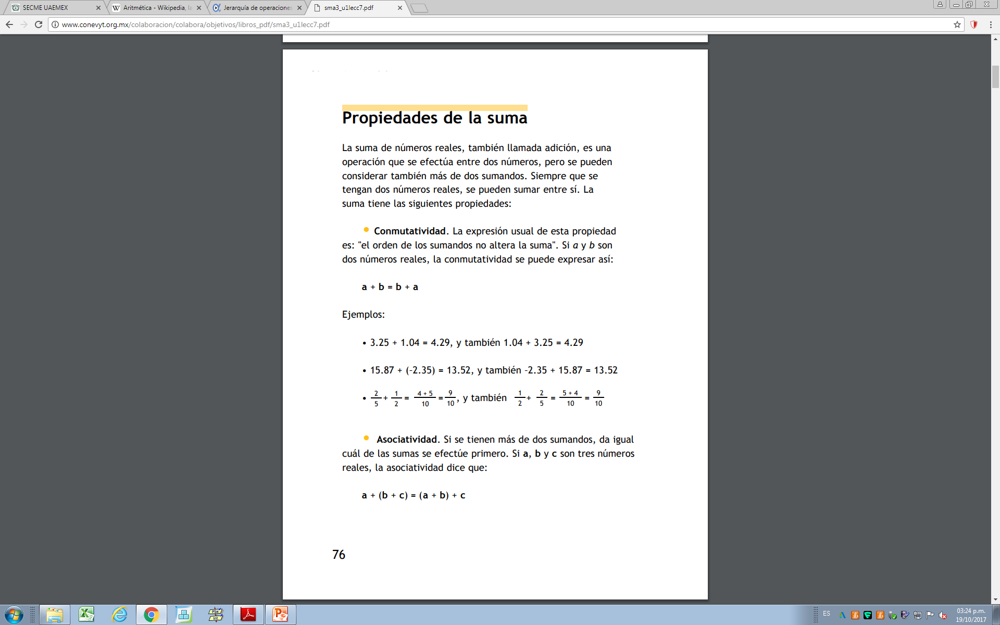 SECME UAEMEX
Aritmética - Wikipedia, la
Jerarquía de operaciones
sma3_u1lecc7.pdf
www.conevyt.org.mx/colaboracion/colabora/objetivos/libros_pdf/sma3_u1lecc7.pdf
Propiedades de la suma
La suma de números reales, también llamada adición, es una
operación que se efectúa entre dos números, pero se pueden
considerar también más de dos sumandos. Siempre que se
tengan dos números reales, se pueden sumar entre sí. La
suma tiene las siguientes propiedades:
• Conmutatividad. La expresión usual de esta propiedad
es: "el orden de los sumandos no altera la suma". Si a y b son
dos números reales, la conmutatividad se puede expresar así:
a + b = b + a
Ejemplos:
• 3.25 + 1.04 = 4.29, y también 1.04 + 3.25 = 4.29
• 15.87 + (-2.35) = 13.52, y también -2.35 + 15.87 = 13.52
• 2/5 + 1/2 = 4 + 5/10 = 9/10, y también 1/2 + 2/5 = 5 + 4/10 = 9/10
• Asociatividad. Si se tienen más de dos sumandos, da igual
cuál de las sumas se efectúe primero. Si a, b y c son tres números
reales, la asociatividad dice que:
a + (b + c) = (a + b) + c
76
PSe
Int
ES
03:24 p.m.
19/10/2017